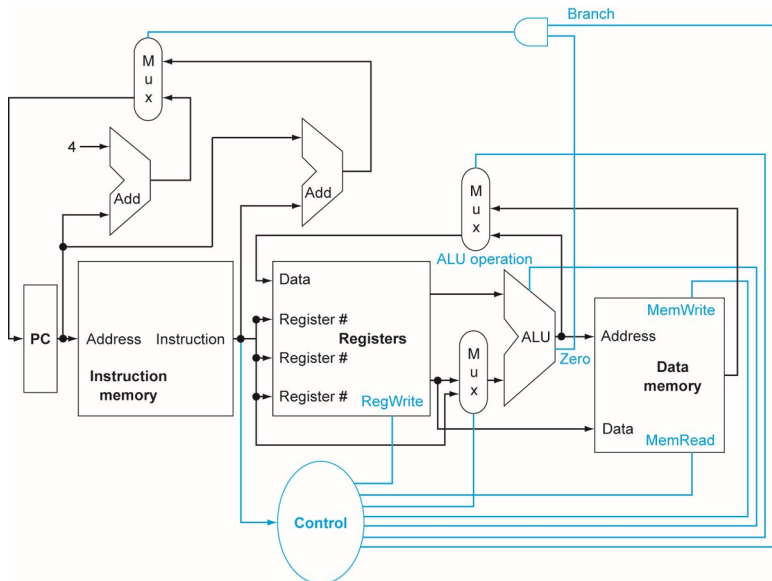 Branch
M
u
x
4
Add
Add
M
u
x
ALU operation
Data
Register #
Registers
Register #
Register #
RegWrite
PC
Address
Instruction
Instruction
memory
M
u
x
ALU
Zero
MemWrite
Address
Data
memory
Data
MemRead
Control